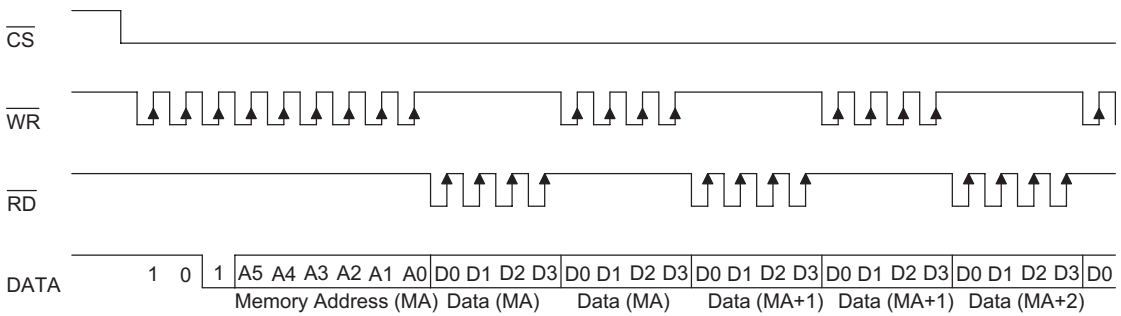 CS
WR
RD
DATA 1 0 1 A5 A4 A3 A2 A1 A0 D0 D1 D2 D3 D0 D1 D2 D3 D0 D1 D2 D3 D0 D1 D2 D3 D0 D1 D2 D3 D0
Memory Address (MA) Data (MA) Data (MA) Data (MA+1) Data (MA+1) Data (MA+2)